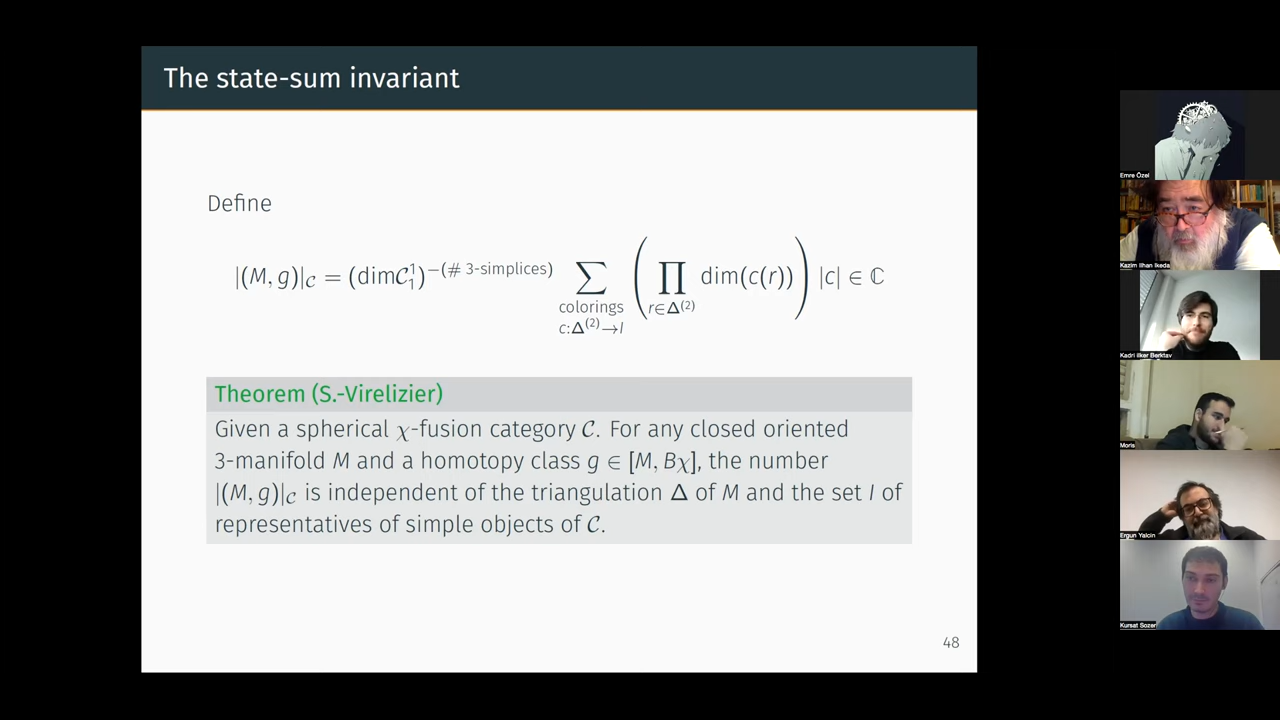 The state-sum invariant
Define
|(M, g)|𝒞 = (dim𝒞¹₁)^−(# 3-simplices) ∑ colorings c:Δ⁽²⁾→I ( ∏ r∈Δ⁽²⁾ dim(c(r)) ) |c| ∈ ℂ
Theorem (S.-Virelizier)
Given a spherical χ-fusion category 𝒞. For any closed oriented
3-manifold M and a homotopy class g ∈ [M, Bχ], the number
|(M, g)|𝒞 is independent of the triangulation Δ of M and the set I of
representatives of simple objects of 𝒞.
48
Emre Özel
Kazim Ilhan Ikeda
Kadri ilker Berktav
Moris
Ergun Yalcin
Kursat Sozer